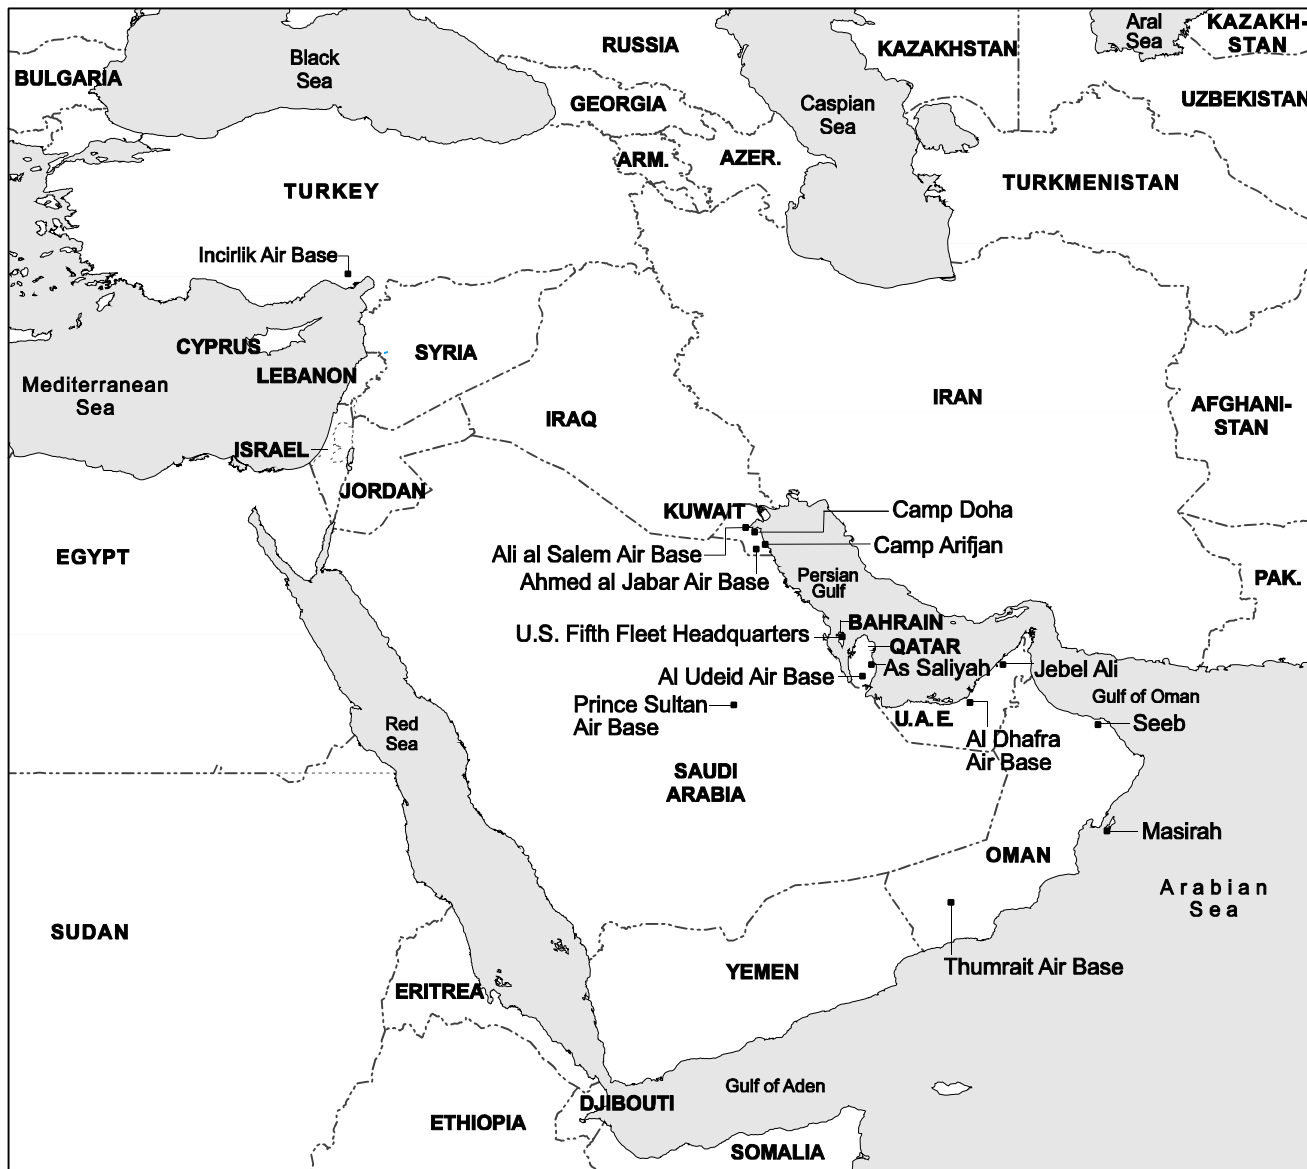 Aral
Sea
KAZAKH-
STAN
RUSSIA
KAZAKHSTAN
Black
Sea
BULGARIA
UZBEKISTAN
GEORGIA
Caspian
Sea
ARM.
AZER.
TURKEY
TURKMENISTAN
Incirlik Air Base
CYPRUS
SYRIA
LEBANON
Mediterranean
Sea
IRAN
AFGHANI-
STAN
IRAQ
ISRAEL
JORDAN
KUWAIT
Camp Doha
Ali al Salem Air Base
Camp Arifjan
EGYPT
Ahmed al Jabar Air Base
Persian
Gulf
PAK.
BAHRAIN
U.S. Fifth Fleet Headquarters
QATAR
As Saliyah
Jebel Ali
Al Udeid Air Base
Gulf of Oman
Prince Sultan
Air Base
U.A.E.
Seeb
Red
Sea
Al Dhafra
Air Base
SAUDI
ARABIA
Masirah
OMAN
Arabian
Sea
SUDAN
YEMEN
Thumrait Air Base
ERITREA
Gulf of Aden
DJIBOUTI
ETHIOPIA
SOMALIA